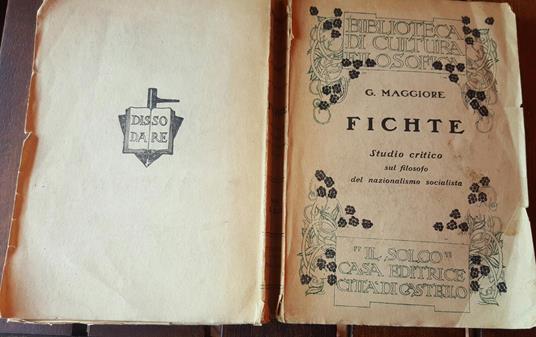 DISSO
DARE
BIBLIOTECA
DI CULTURA
FILOSOFICA
G. MAGGIORE
FICHTE
Studio critico
sul filosofo
del nazionalismo socialista
"IL SOLCO"
CASA EDITRICE
CITTÀ DI CASTELLO